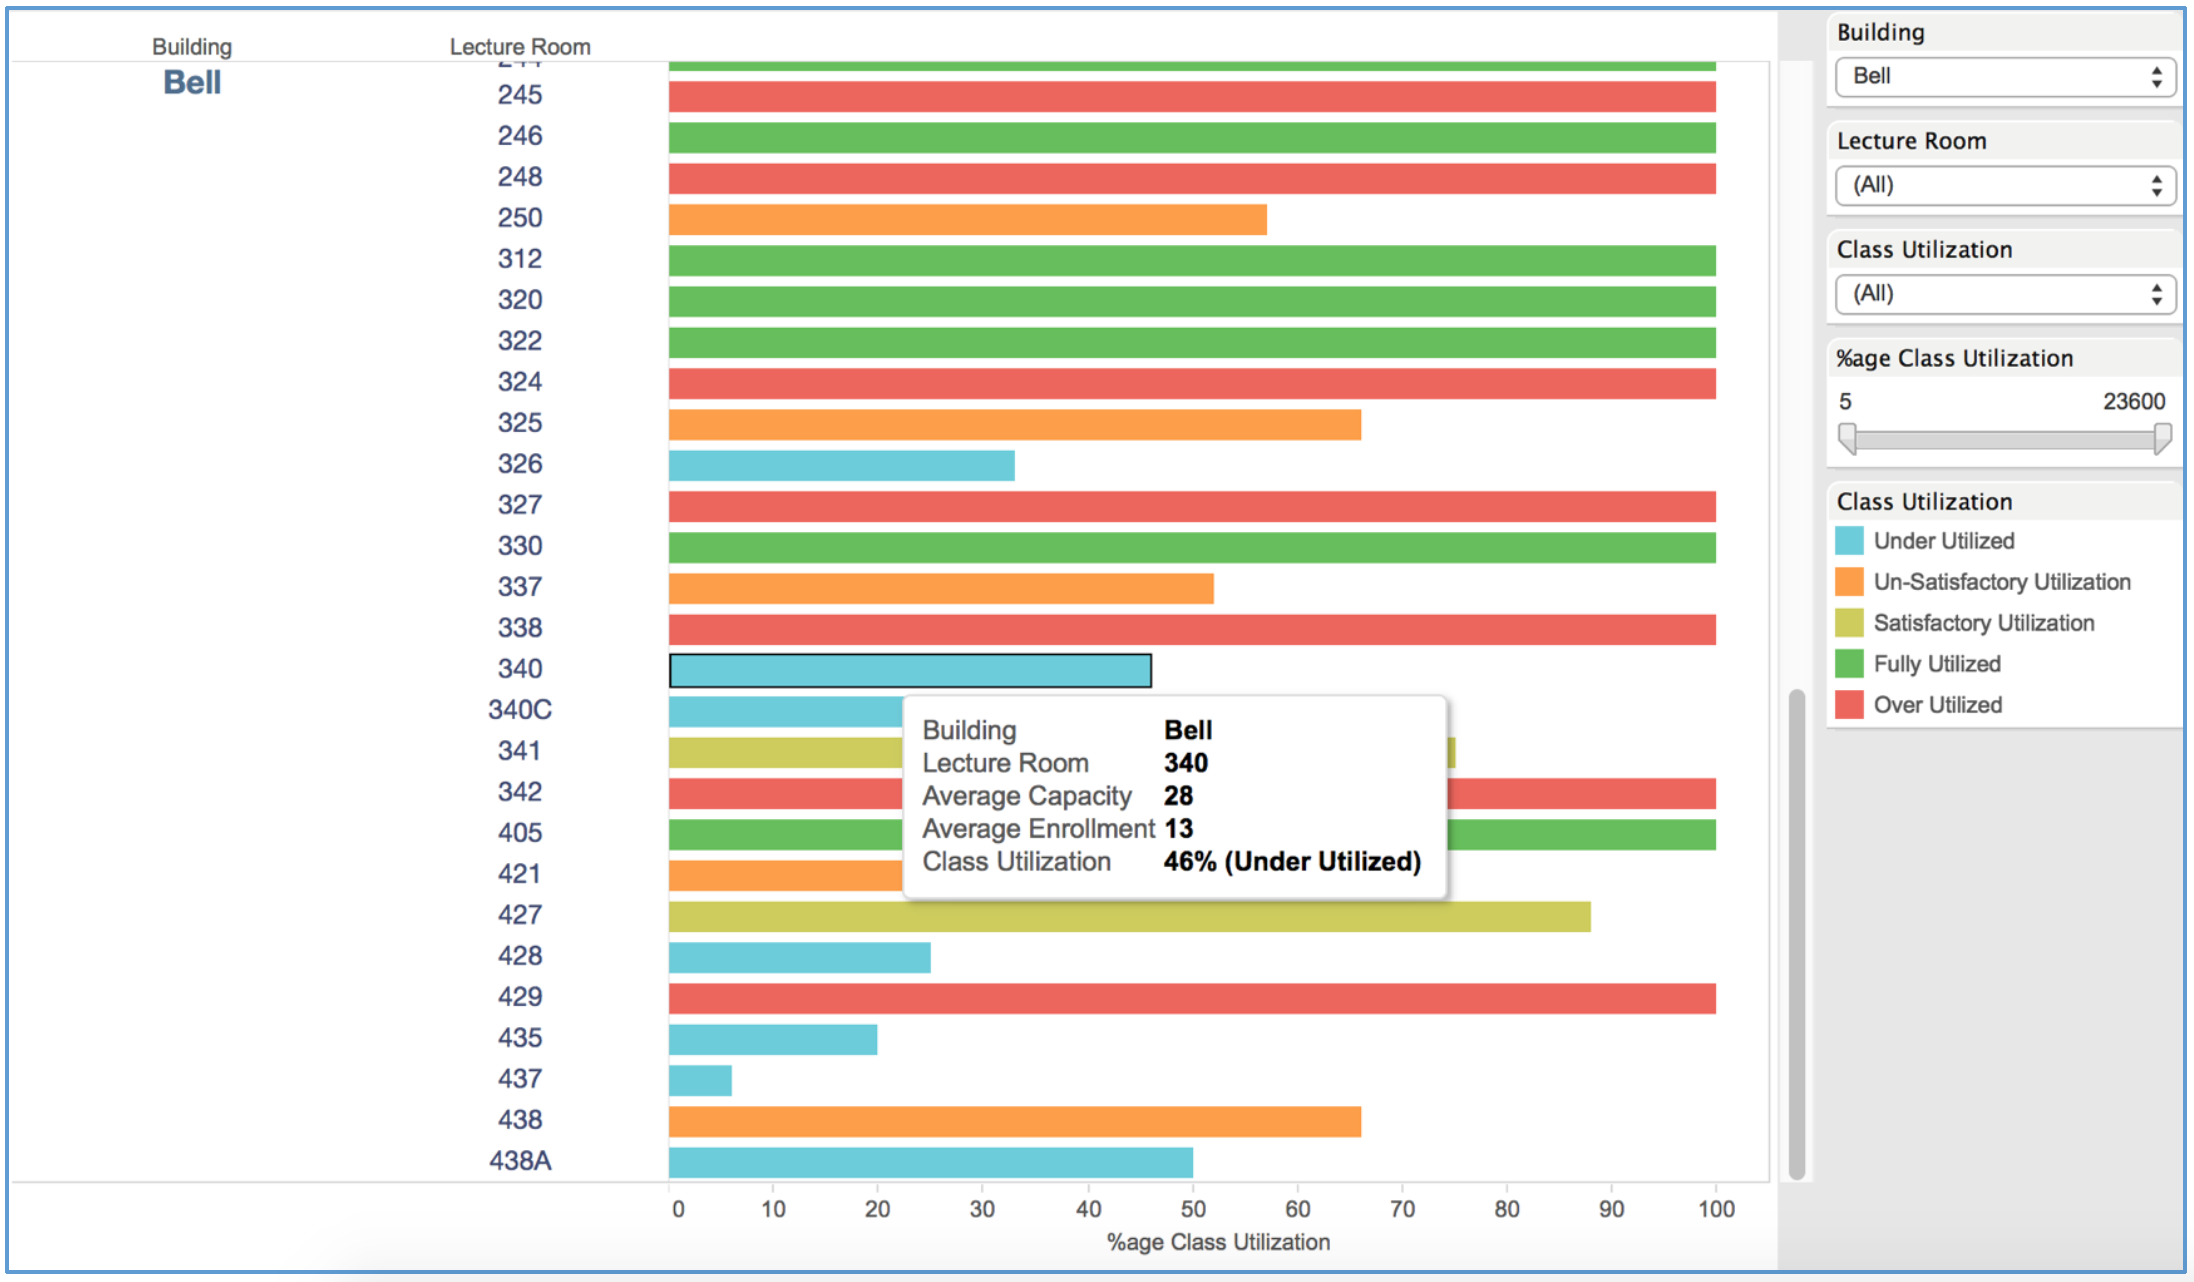 Building
Lecture Room
Bell
245
246
248
250
312
320
322
324
325
326
327
330
337
338
340
340C
341
342
405
421
427
428
429
435
437
438
438A
Building Bell
Lecture Room 340
Average Capacity 28
Average Enrollment 13
Class Utilization 46% (Under Utilized)
0 10 20 30 40 50 60 70 80 90 100
%age Class Utilization
Building
Bell
Lecture Room
(All)
Class Utilization
(All)
%age Class Utilization
5 23600
Class Utilization
Under Utilized
Un-Satisfactory Utilization
Satisfactory Utilization
Fully Utilized
Over Utilized